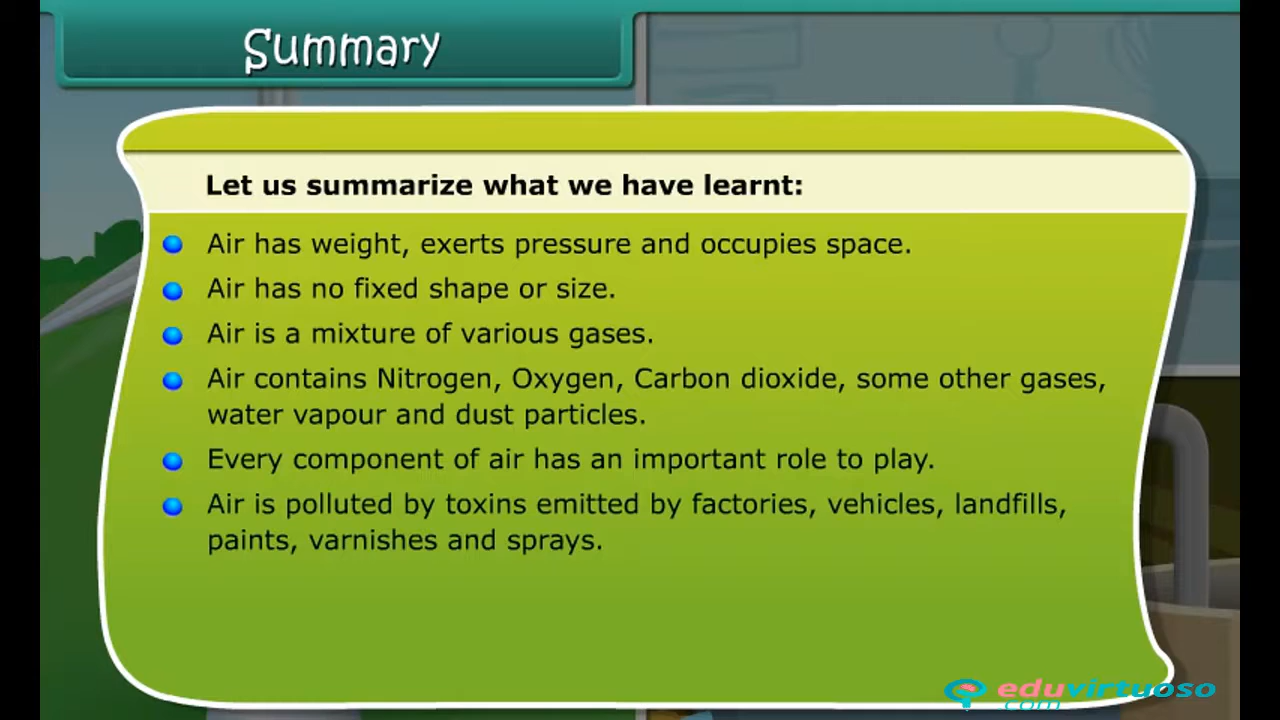 Summary
Let us summarize what we have learnt:
Air has weight, exerts pressure and occupies space.
Air has no fixed shape or size.
Air is a mixture of various gases.
Air contains Nitrogen, Oxygen, Carbon dioxide, some other gases,
water vapour and dust particles.
Every component of air has an important role to play.
Air is polluted by toxins emitted by factories, vehicles, landfills,
paints, varnishes and sprays.
eduvirtuoso
.com